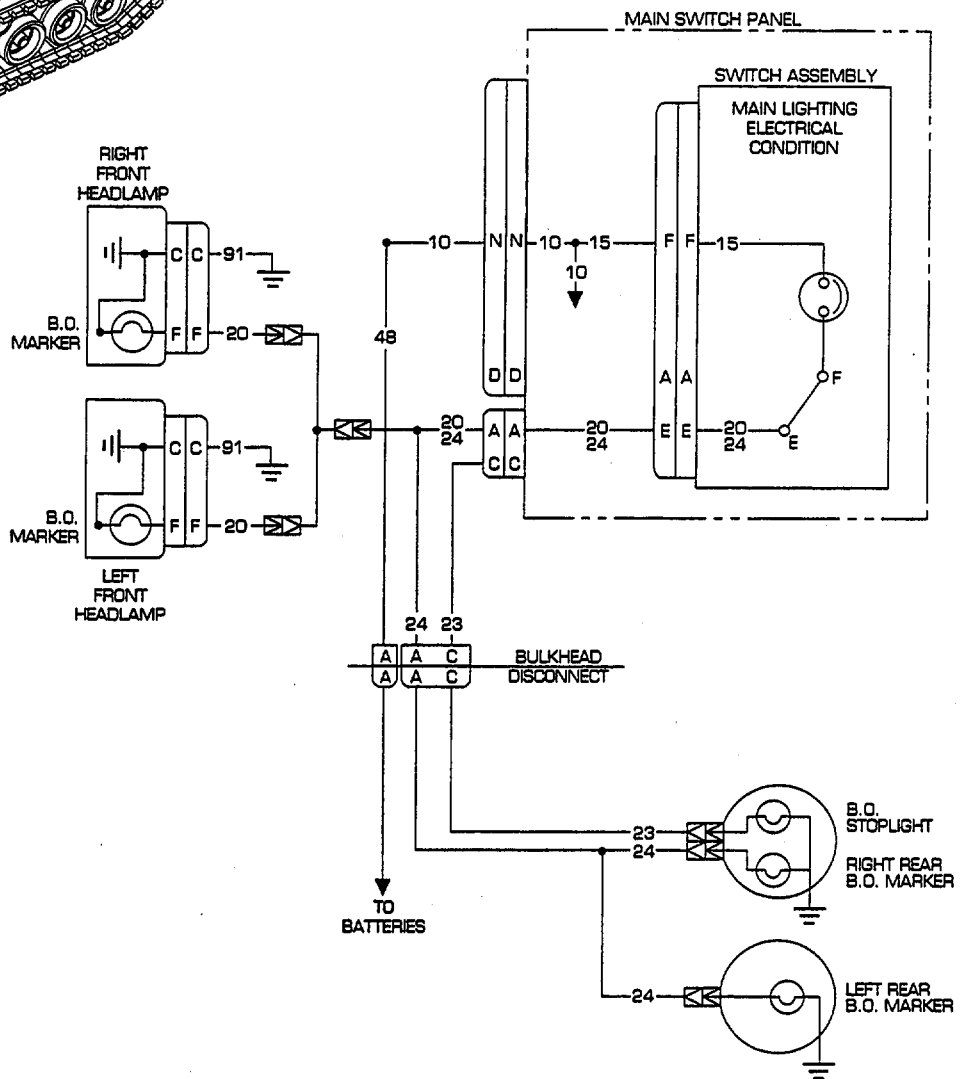 MAIN SWITCH PANEL
SWITCH ASSEMBLY
MAIN LIGHTING
ELECTRICAL
CONDITION
RIGHT
FRONT
HEADLAMP
C C 91
B.O.
MARKER
F F 20
10 N N 10 15 F F 15
10
48
D D
A A
F
20
24
A A
20
24
E E
20
24
E
C C
C C 91
B.O.
MARKER
F F 20
LEFT
FRONT
HEADLAMP
24 23
A A C
A A C
BULKHEAD
DISCONNECT
TO
BATTERIES
23
24
B.O.
STOPLIGHT
RIGHT REAR
B.O. MARKER
24
LEFT REAR
B.O. MARKER